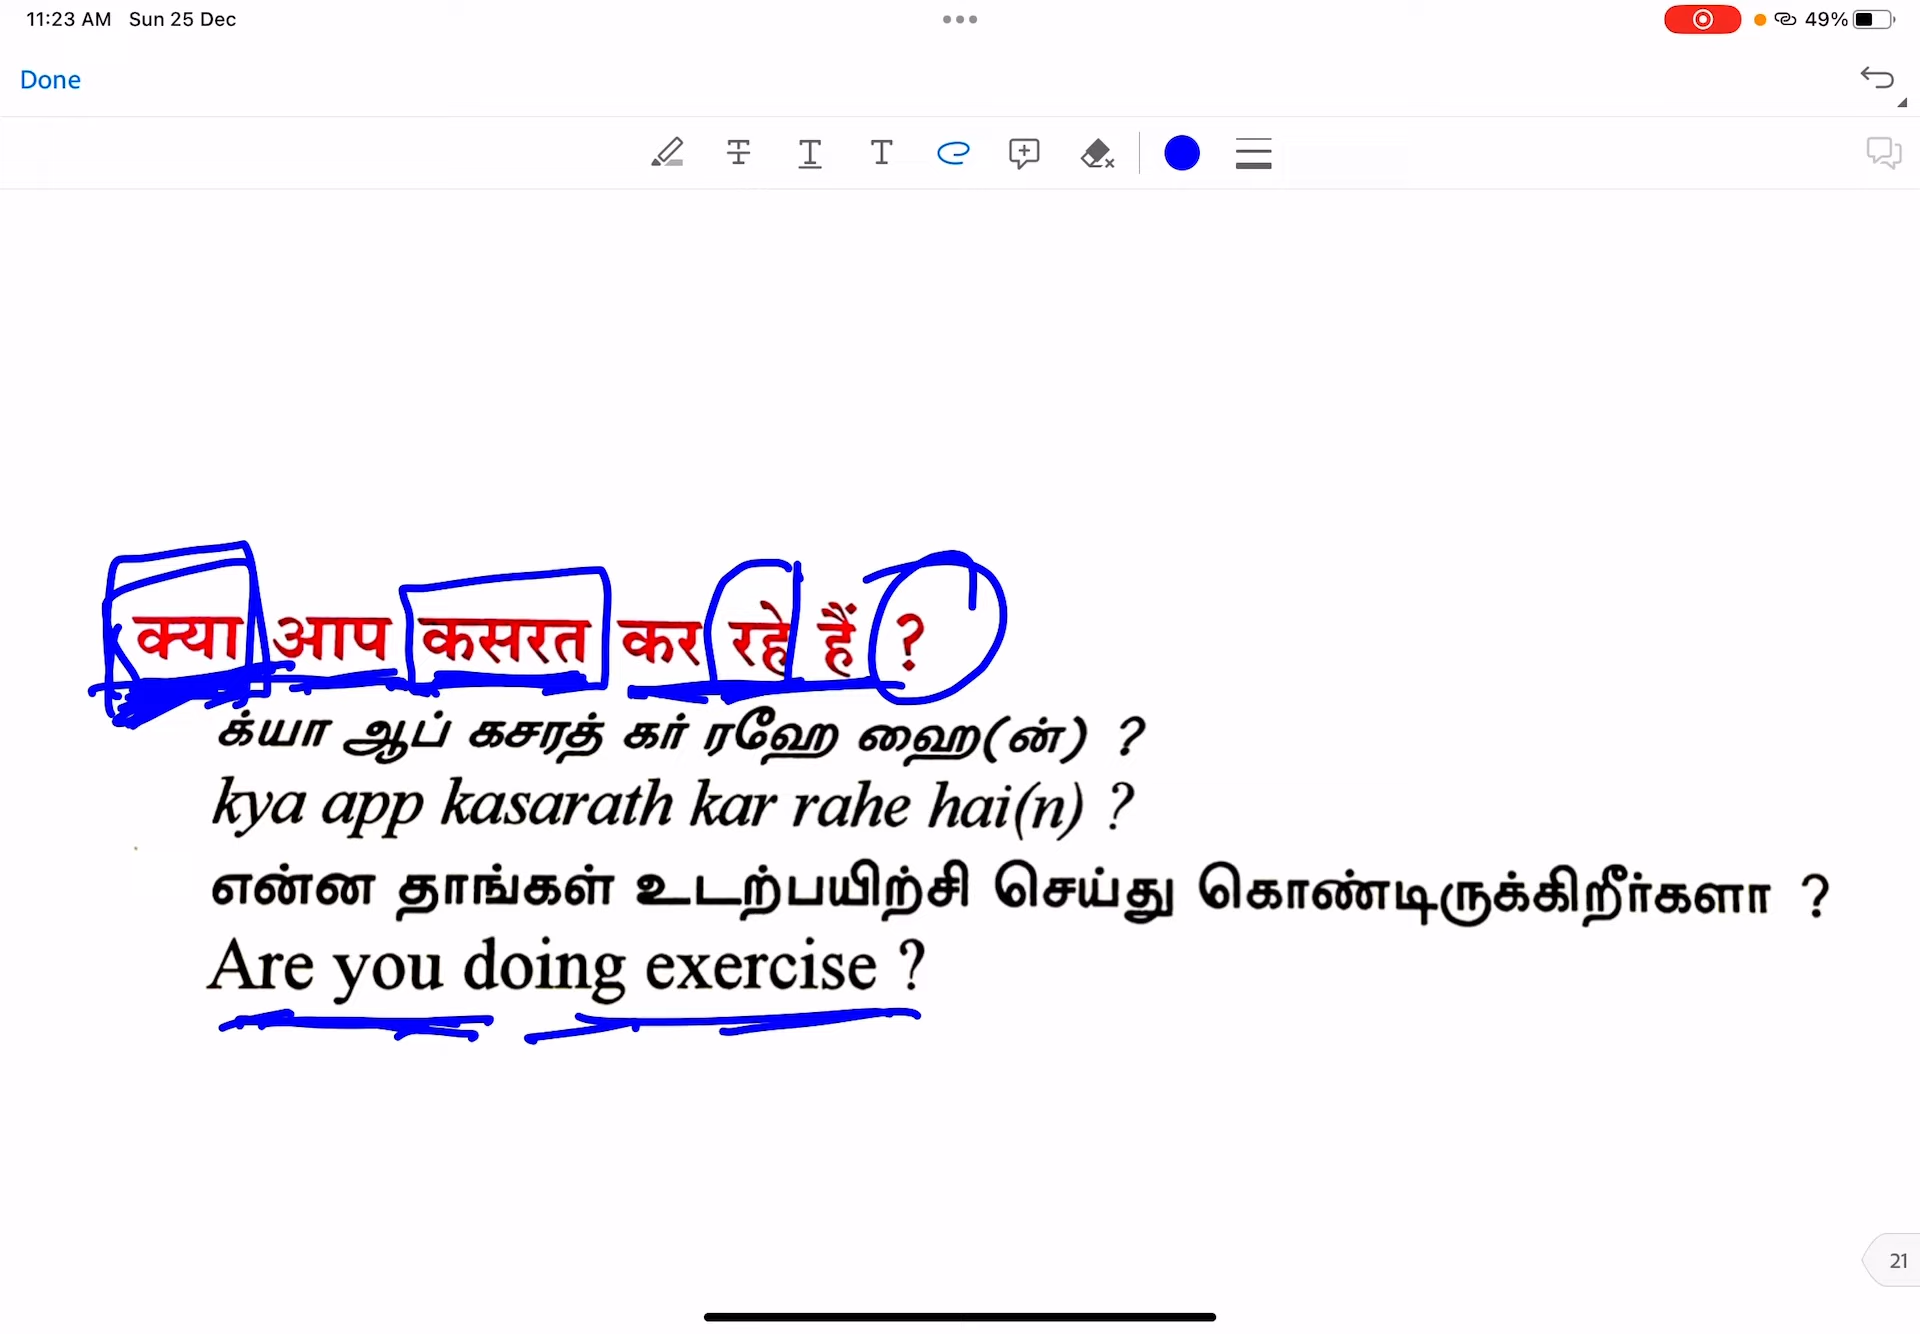 11:23 AM Sun 25 Dec
49%
Done
क्या आप कसरत कर रहे हैं ?
க்யா ஆப் கசரத் கர் ரஹே ஹை(ன்) ?
kya app kasarath kar rahe hai(n) ?
என்ன தாங்கள் உடற்பயிற்சி செய்து கொண்டிருக்கிறீர்களா ?
Are you doing exercise ?
21